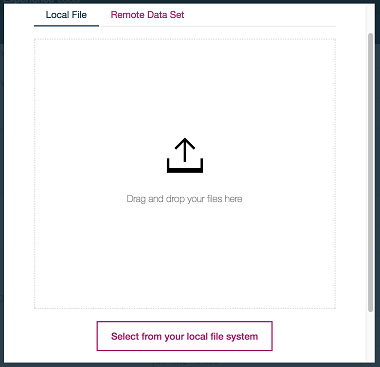 Local File
Remote Data Set
Drag and drop your files here
Select from your local file system